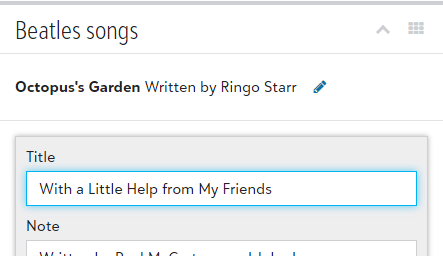 Beatles songs
Octopus's Garden Written by Ringo Starr
Title
With a Little Help from My Friends
Note